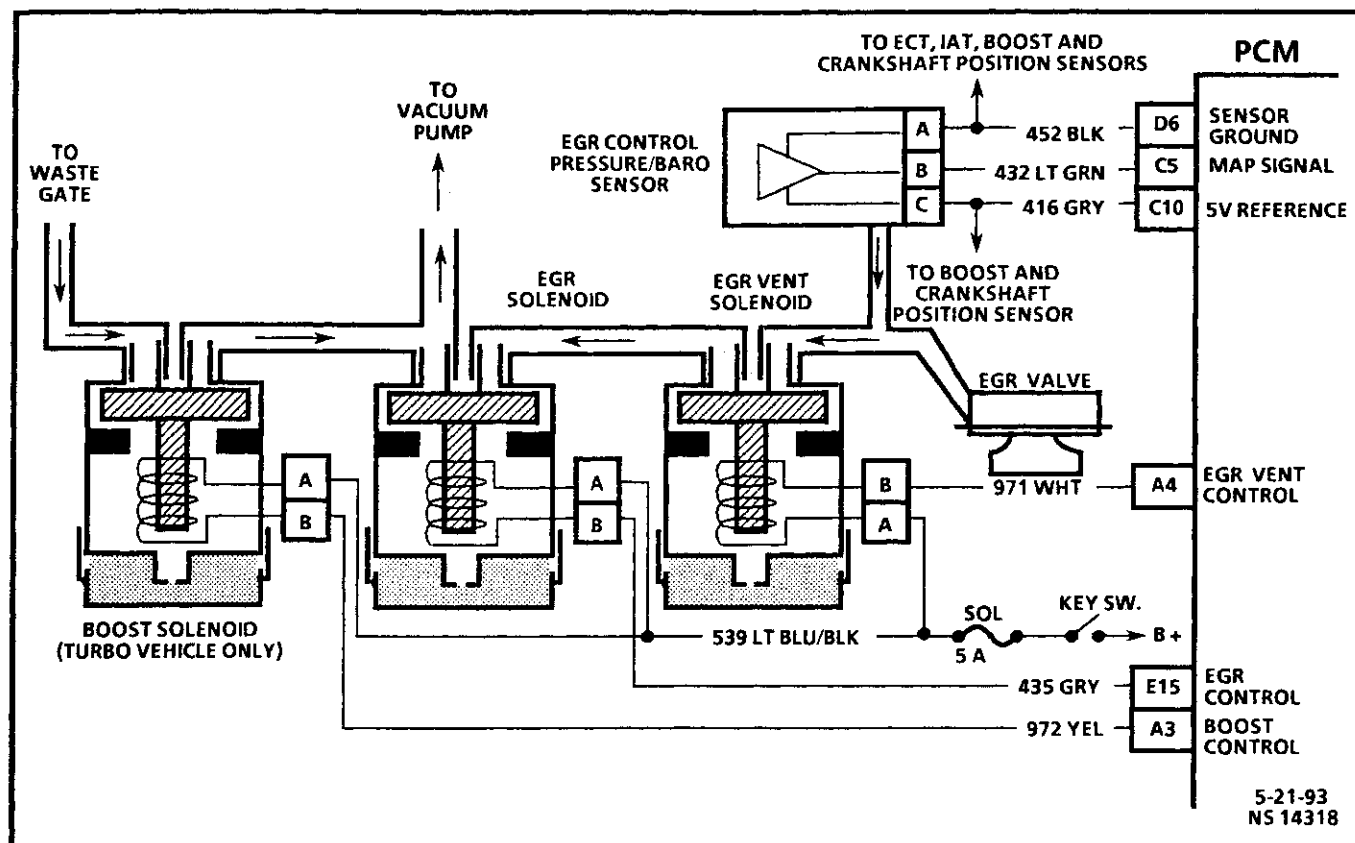 TO ECT, IAT, BOOST AND
CRANKSHAFT POSITION SENSORS
PCM
TO
VACUUM
PUMP
TO
WASTE
GATE
EGR CONTROL
PRESSURE/BARO
SENSOR
A
B
C
452 BLK
432 LT GRN
416 GRY
D6
C5
C10
SENSOR
GROUND
MAP SIGNAL
5V REFERENCE
TO BOOST AND
CRANKSHAFT
POSITION SENSOR
EGR
SOLENOID
EGR VENT
SOLENOID
EGR VALVE
A
B
A
B
B
A
971 WHT
A4
EGR VENT
CONTROL
BOOST SOLENOID
(TURBO VEHICLE ONLY)
539 LT BLU/BLK
SOL
5 A
KEY SW.
B +
435 GRY
E15
EGR
CONTROL
972 YEL
A3
BOOST
CONTROL
5-21-93
NS 14318